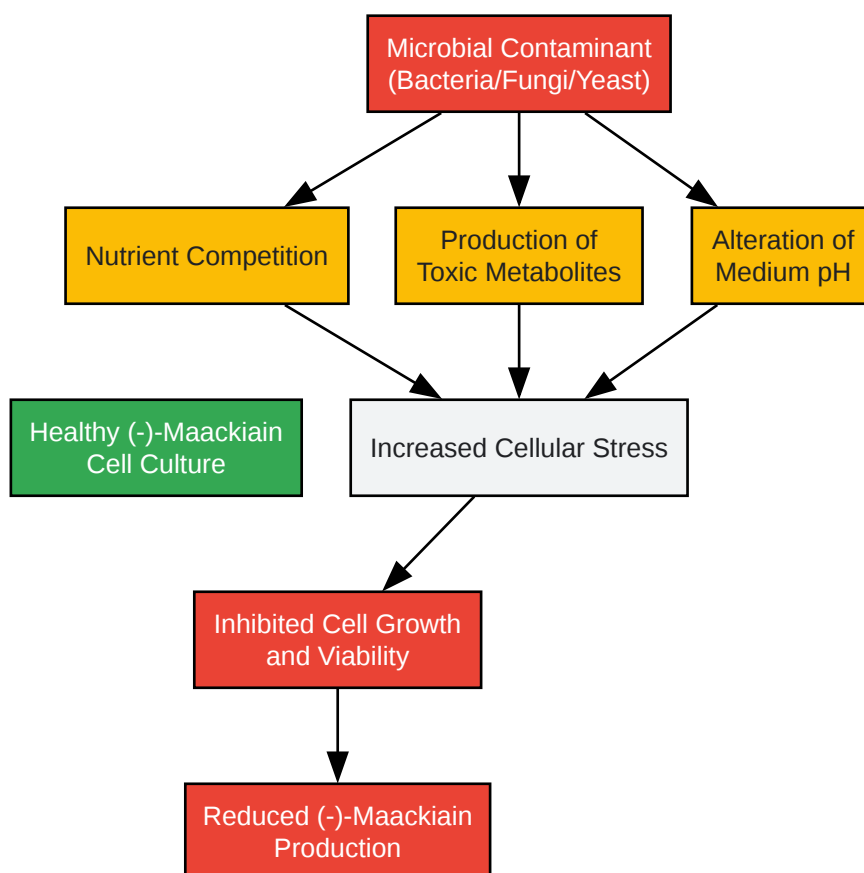 Microbial Contaminant
(Bacteria/Fungi/Yeast)
Nutrient Competition
Production of
Toxic Metabolites
Alteration of
Medium pH
Healthy (-)-Maackiain
Cell Culture
Increased Cellular Stress
Inhibited Cell Growth
and Viability
Reduced (-)-Maackiain
Production